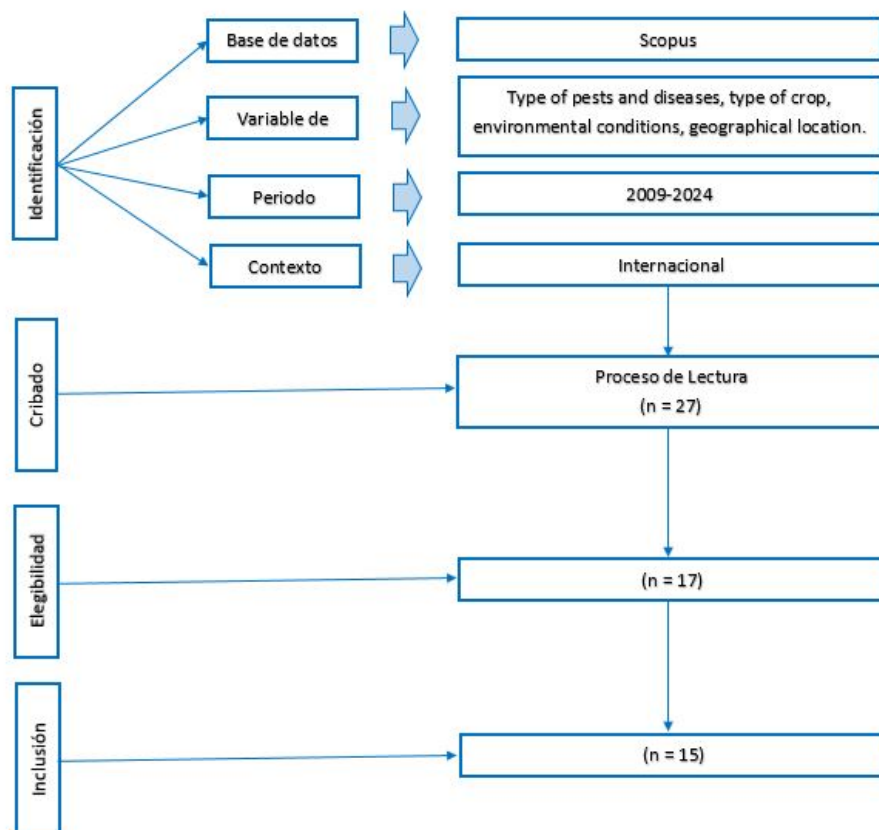 Identificación
Base de datos
Scopus
Variable de
Type of pests and diseases, type of crop,
environmental conditions, geographical location.
Periodo
2009-2024
Contexto
Internacional
Cribado
Proceso de Lectura
(n = 27)
Elegibilidad
(n = 17)
Inclusión
(n = 15)